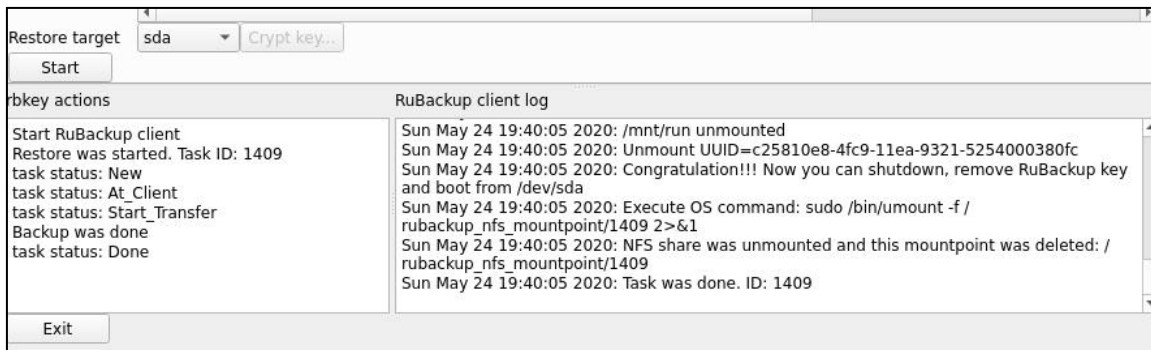 Restore target sda Crypt key...
Start
rbkey actions
Start RuBackup client
Restore was started. Task ID: 1409
task status: New
task status: At_Client
task status: Start_Transfer
Backup was done
task status: Done
RuBackup client log
Sun May 24 19:40:05 2020: /mnt/run unmounted
Sun May 24 19:40:05 2020: Unmount UUID=c25810e8-4fc9-11ea-9321-5254000380fc
Sun May 24 19:40:05 2020: Congratulation!!! Now you can shutdown, remove RuBackup key
and boot from /dev/sda
Sun May 24 19:40:05 2020: Execute OS command: sudo /bin/umount -f /
rubackup_nfs_mountpoint/1409 2>&1
Sun May 24 19:40:05 2020: NFS share was unmounted and this mountpoint was deleted: /
rubackup_nfs_mountpoint/1409
Sun May 24 19:40:05 2020: Task was done. ID: 1409
Exit